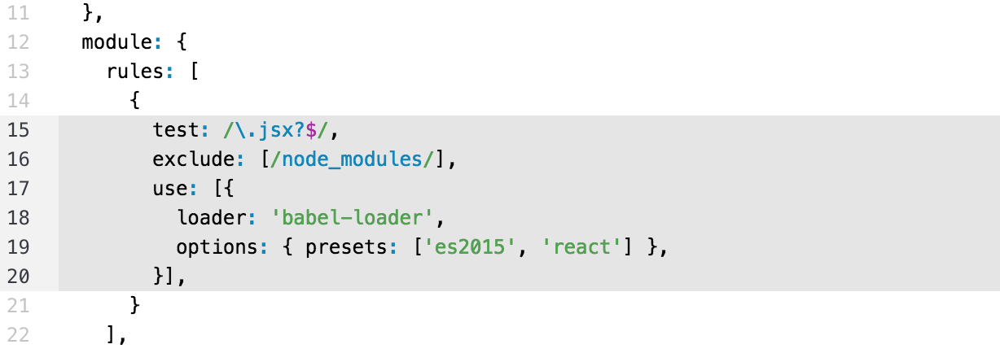 11 },
12 module: {
13 rules: [
14 {
15 test: /\.jsx?$/,
16 exclude: [/node_modules/],
17 use: [{
18 loader: 'babel-loader',
19 options: { presets: ['es2015', 'react'] },
20 }],
21 }
22 ],